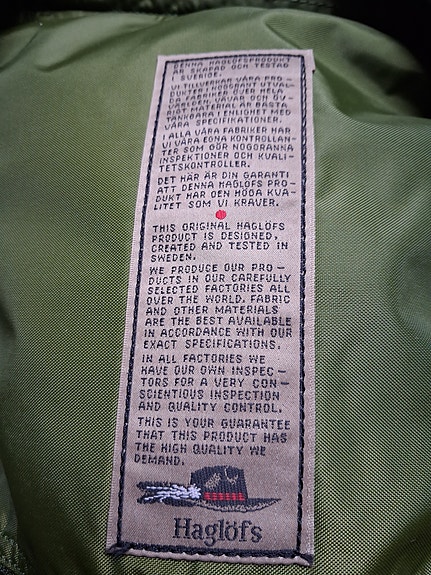 DENNA HAGLÖFSPRODUKT
ÄR SKAPAD OCH TESTAD
I SVERIGE.
VI TILLVERKAR VÅRA PRO-
DUKTER I NOGRANT UTVAL-
DA FABRIKER ÖVER HELA
VÄRLDEN. VÄVAR OCH ÖV-
RIGA MATERIAL ÄR BÄSTA
TÄNKBARA I ENLIGHET MED
VÅRA SPECIFIKATIONER.
I ALLA VÅRA FABRIKER HAR
VI VÅRA EGNA KONTROLLAN-
TER SOM GÖR NOGGRANNA
INSPEKTIONER OCH KVALI-
TETSKONTROLLER.
DET HÄR ÄR DIN GARANTI
ATT DENNA HAGLÖFS PRO-
DUKT HAR DEN HÖGA KVA-
LITET SOM VI KRÄVER.
THIS ORIGINAL HAGLÖFS
PRODUCT IS DESIGNED,
CREATED AND TESTED IN
SWEDEN.
WE PRODUCE OUR PRO-
DUCTS IN OUR CAREFULLY
SELECTED FACTORIES ALL
OVER THE WORLD. FABRIC
AND OTHER MATERIALS
ARE THE BEST AVAILABLE
IN ACCORDANCE WITH OUR
EXACT SPECIFICATIONS.
IN ALL FACTORIES WE
HAVE OUR OWN INSPEC-
TORS FOR A VERY CON-
SCIENTIOUS INSPECTION
AND QUALITY CONTROL.
THIS IS YOUR GUARANTEE
THAT THIS PRODUCT HAS
THE HIGH QUALITY WE
DEMAND.
Haglöfs